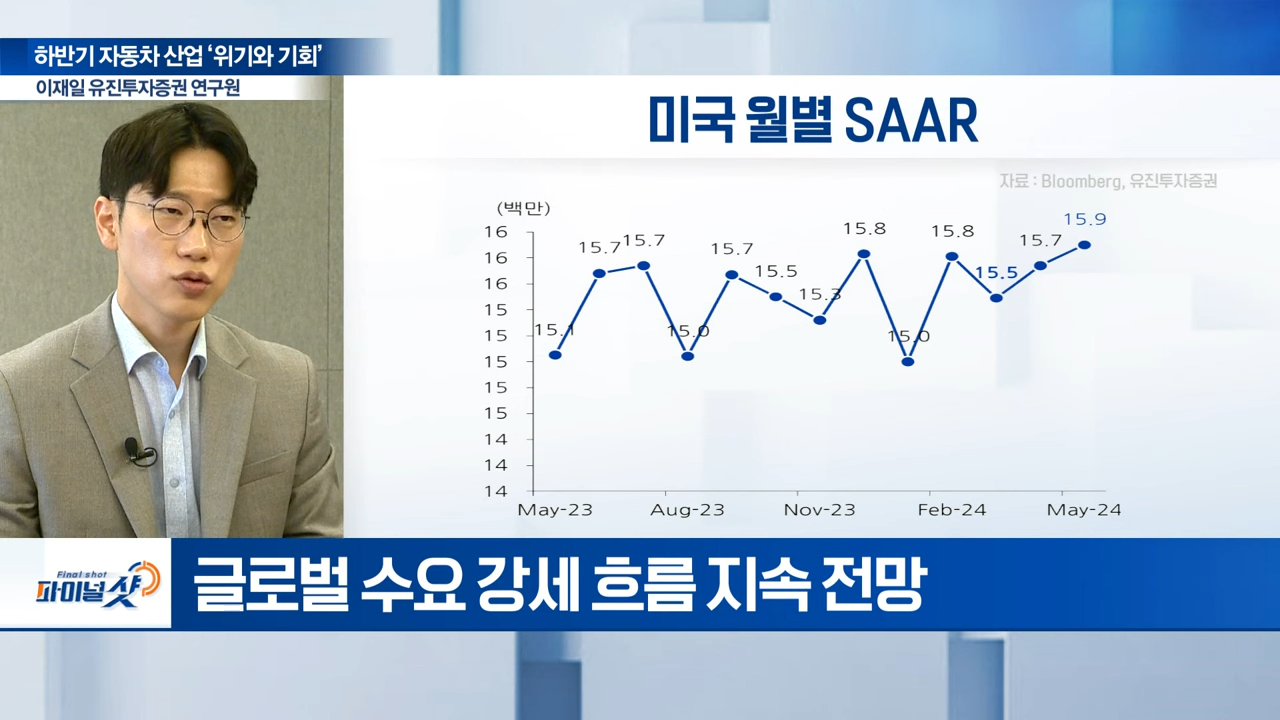 하반기 자동차 산업 ‘위기와 기회’
이재일 유진투자증권 연구원
미국 월별 SAAR
자료 : Bloomberg, 유진투자증권
(백만)
16
16
16
15
15
15
15
15
14
14
14
15.1
15.7
15.7
15.0
15.7
15.5
15.3
15.8
15.0
15.8
15.5
15.7
15.9
May-23
Aug-23
Nov-23
Feb-24
May-24
Final shot
파이널샷
글로벌 수요 강세 흐름 지속 전망